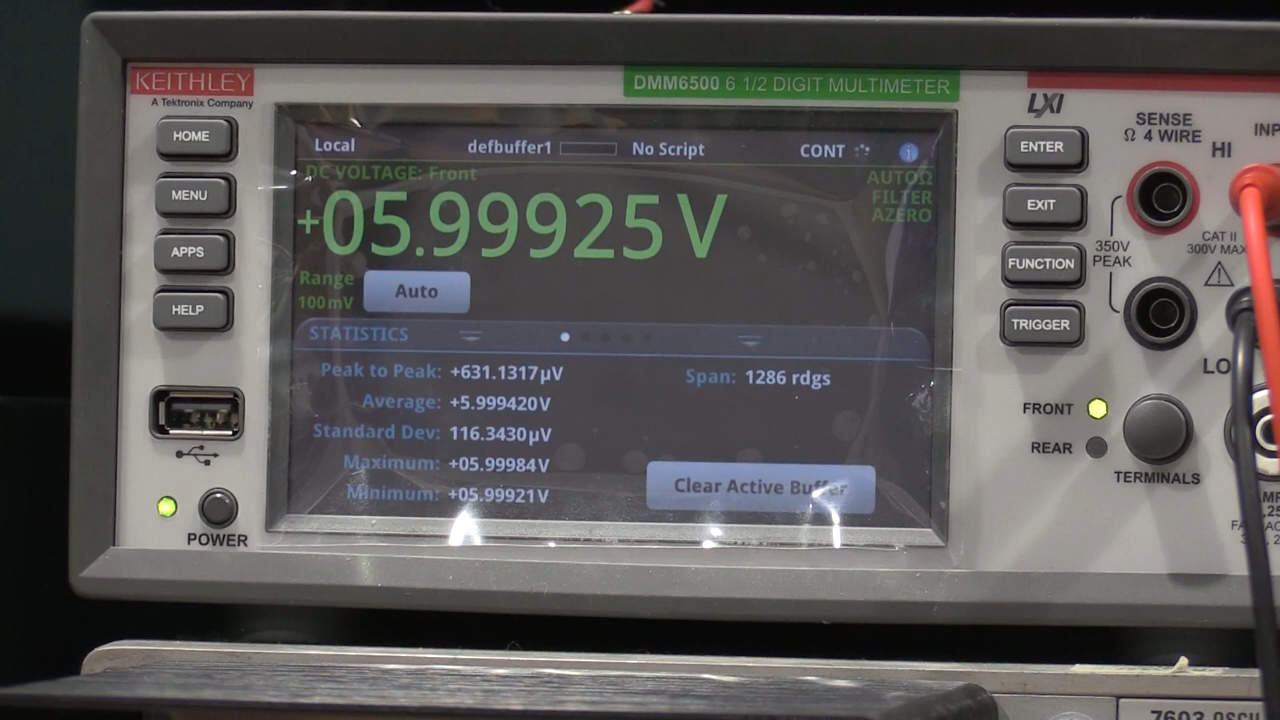 KEITHLEY
A Tektronix Company
DMM6500 6 1/2 DIGIT MULTIMETER
LXI
HOME
MENU
APPS
HELP
POWER
Local
defbuffer1
No Script
CONT
i
DC VOLTAGE: Front
+05.99925 V
AUTOΩ
FILTER
AZERO
Range
100mV
Auto
STATISTICS
Peak to Peak: +631.1317µV
Span: 1286 rdgs
Average: +5.999420V
Standard Dev: 116.3430µV
Maximum: +05.99984V
Minimum: +05.99921V
Clear Active Buffer
ENTER
EXIT
FUNCTION
TRIGGER
SENSE
Ω 4 WIRE
HI
350V
PEAK
CAT II
300V MAX
LO
FRONT
REAR
TERMINALS